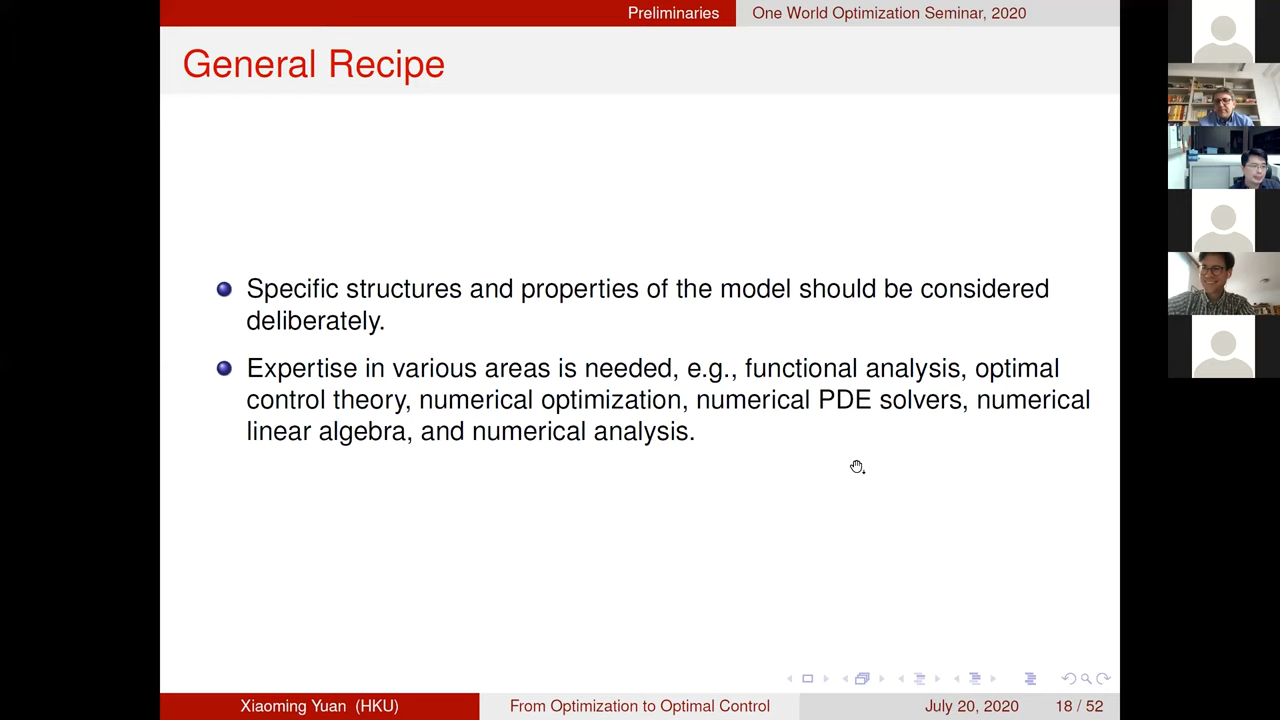 Preliminaries One World Optimization Seminar, 2020
General Recipe
Specific structures and properties of the model should be considered
deliberately.
Expertise in various areas is needed, e.g., functional analysis, optimal
control theory, numerical optimization, numerical PDE solvers, numerical
linear algebra, and numerical analysis.
Xiaoming Yuan (HKU) From Optimization to Optimal Control July 20, 2020 18 / 52